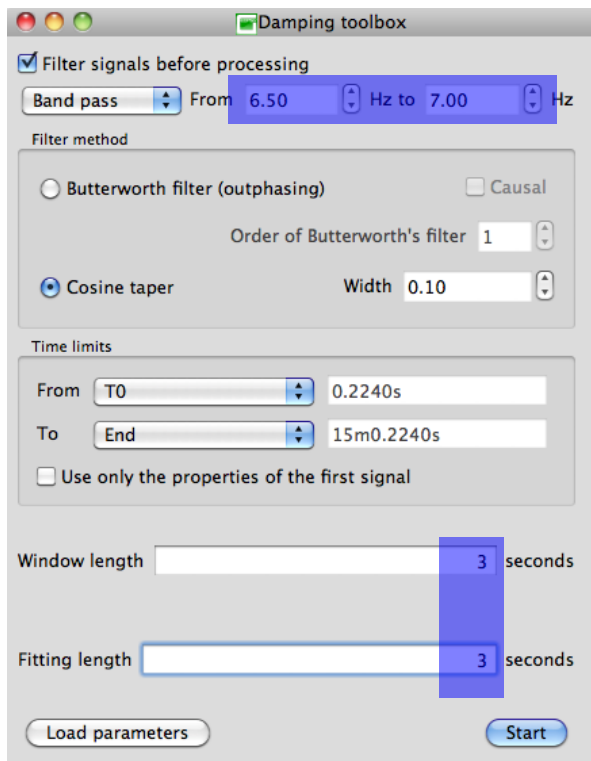 Damping toolbox
Filter signals before processing
Band pass From 6.50 Hz to 7.00 Hz
Filter method
Butterworth filter (outphasing) Causal
Order of Butterworth's filter 1
Cosine taper Width 0.10
Time limits
From T0 0.2240s
To End 15m0.2240s
Use only the properties of the first signal
Window length 3 seconds
Fitting length 3 seconds
Load parameters Start